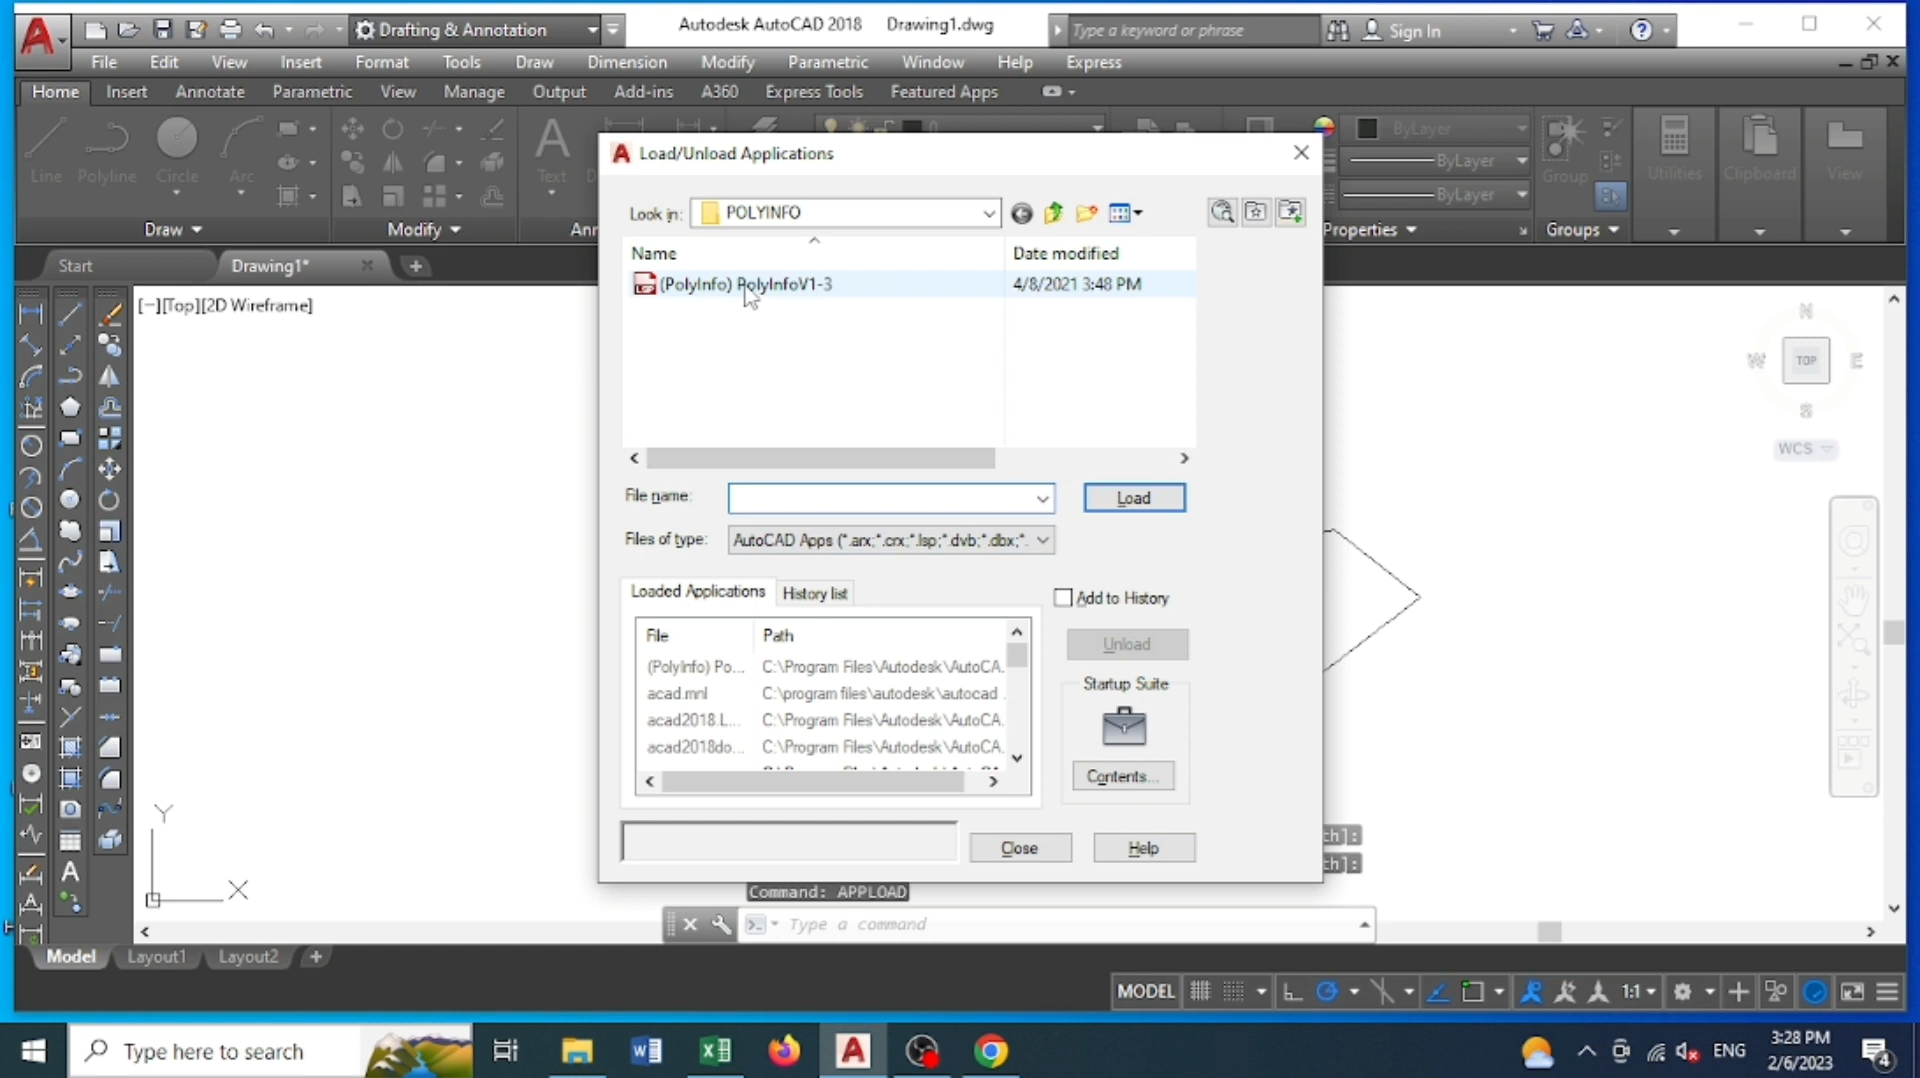 Drafting & Annotation
Autodesk AutoCAD 2018 Drawing1.dwg
Type a keyword or phrase
Sign In
File Edit View Insert Format Tools Draw Dimension Modify Parametric Window Help Express
Home Insert Annotate Parametric View Manage Output Add-ins A360 Express Tools Featured Apps
Line Polyline Circle Arc
Text
ByLayer
ByLayer
ByLayer
Group
Utilities
Clipboard
View
Draw
Modify
Properties
Groups
Start
Drawing1*
[−][Top][2D Wireframe]
Load/Unload Applications
Look in: POLYINFO
Name Date modified
(PolyInfo) PolyInfoV1-3 4/8/2021 3:48 PM
File name:
Load
Files of type: AutoCAD Apps (*.arx;*.crx;*.lsp;*.dvb;*.dbx;*.
Loaded Applications History list
Add to History
File Path
(PolyInfo) Po... C:\Program Files\Autodesk\AutoCA.
acad.mnl C:\program files\autodesk\autocad .
acad2018.L... C:\Program Files\Autodesk\AutoCA.
acad2018do... C:\Program Files\Autodesk\AutoCA.
Unload
Startup Suite
Contents...
Close
Help
N
W TOP E
S
WCS
Y
X
ch]:
ch]:
Command: APPLOAD
Type a command
Model Layout1 Layout2
MODEL
1:1
Type here to search
ENG
3:28 PM
2/6/2023
4